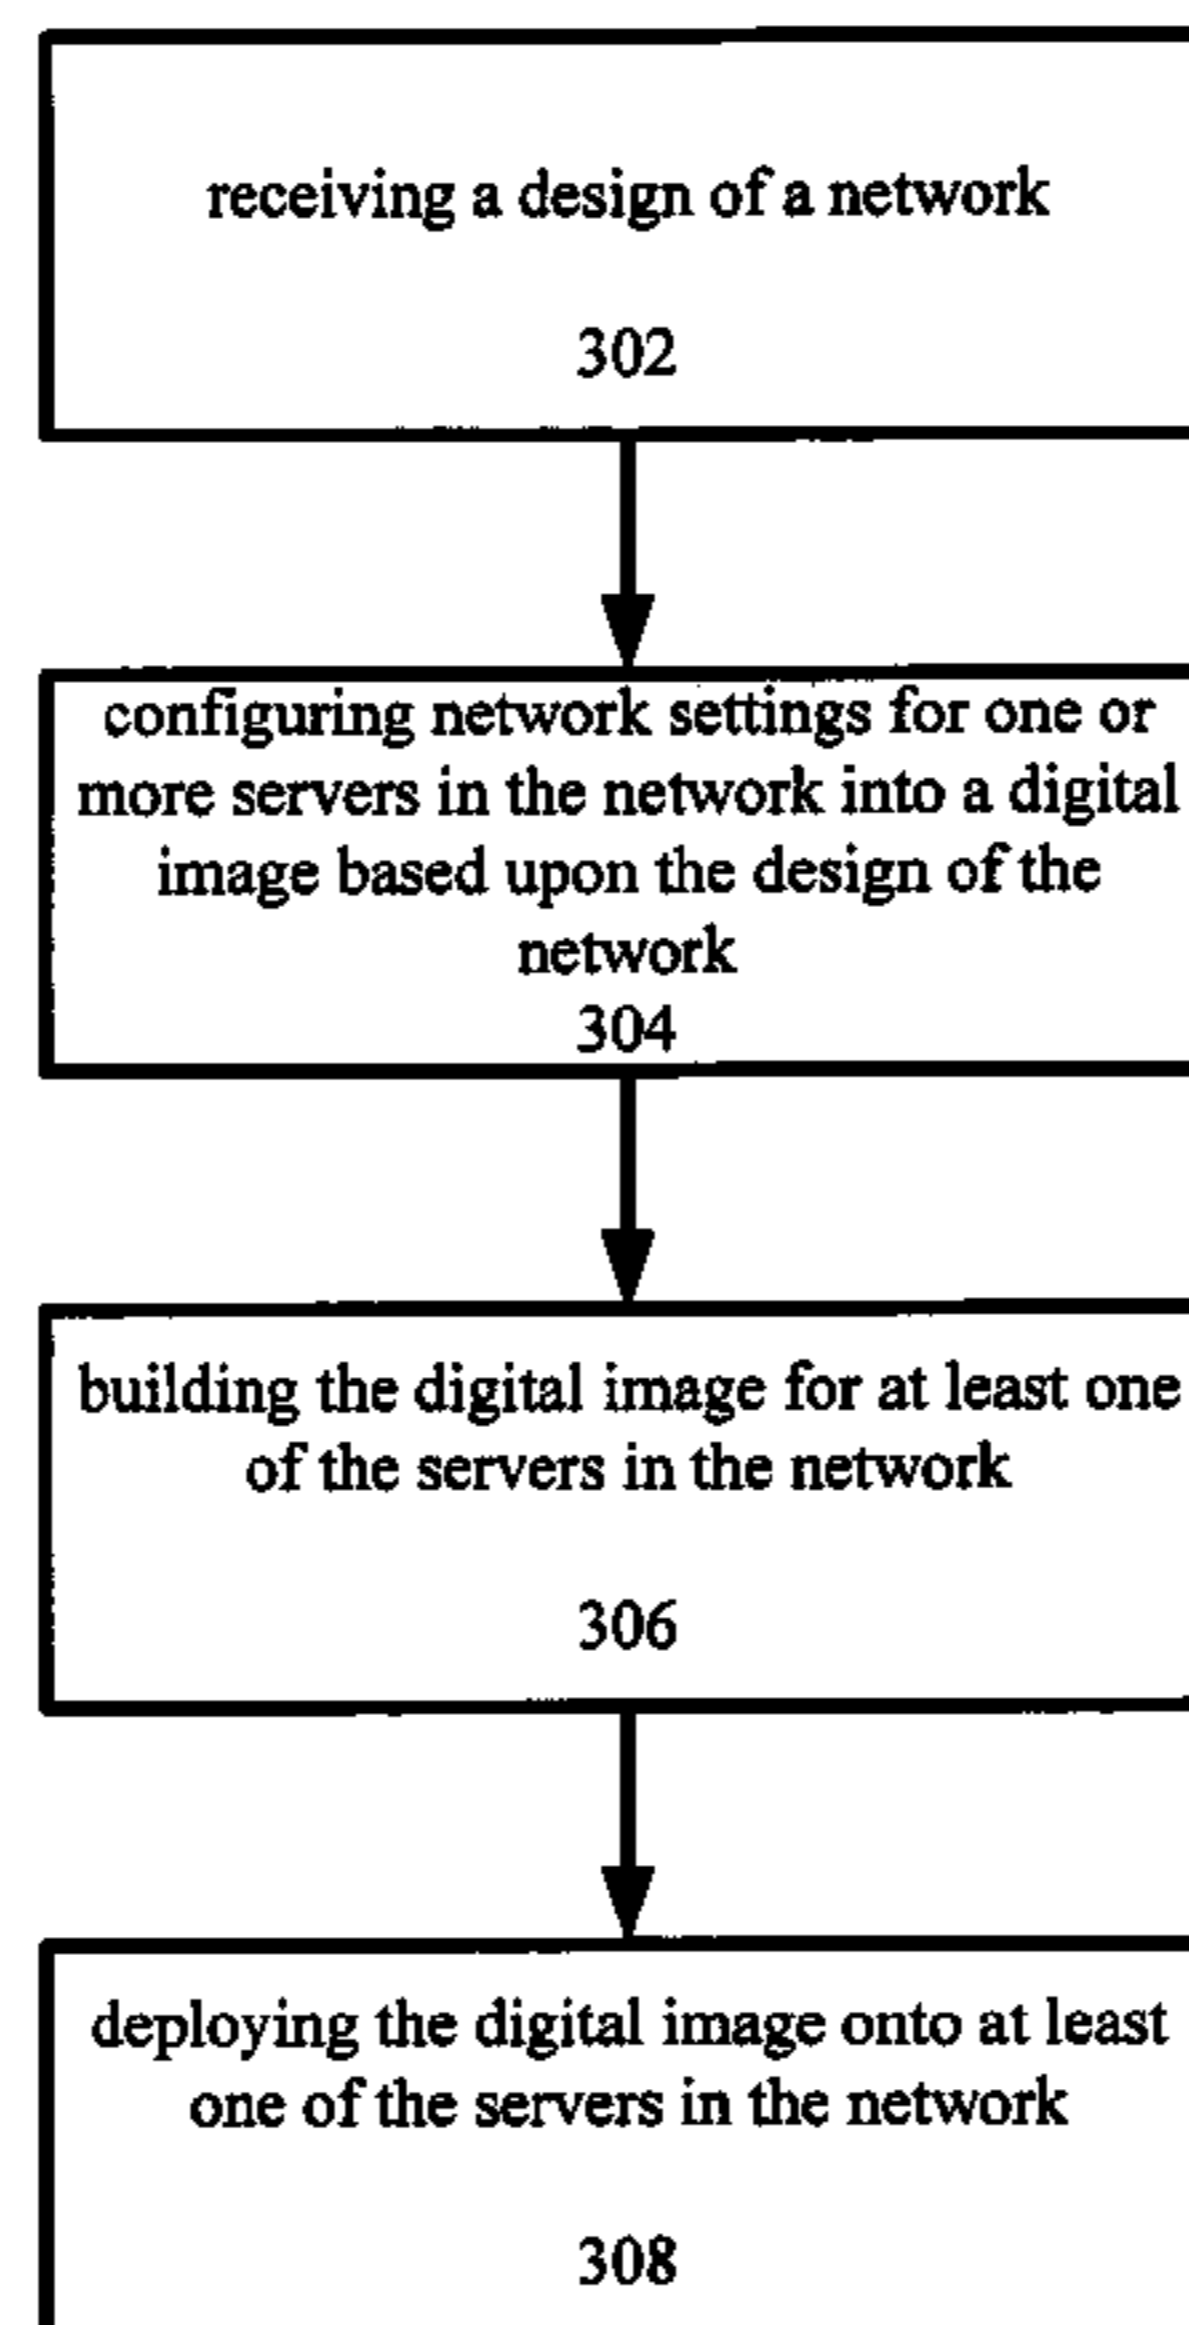 receiving a design of a network
302
configuring network settings for one or
more servers in the network into a digital
image based upon the design of the
network
304
building the digital image for at least one
of the servers in the network
306
deploying the digital image onto at least
one of the servers in the network
308